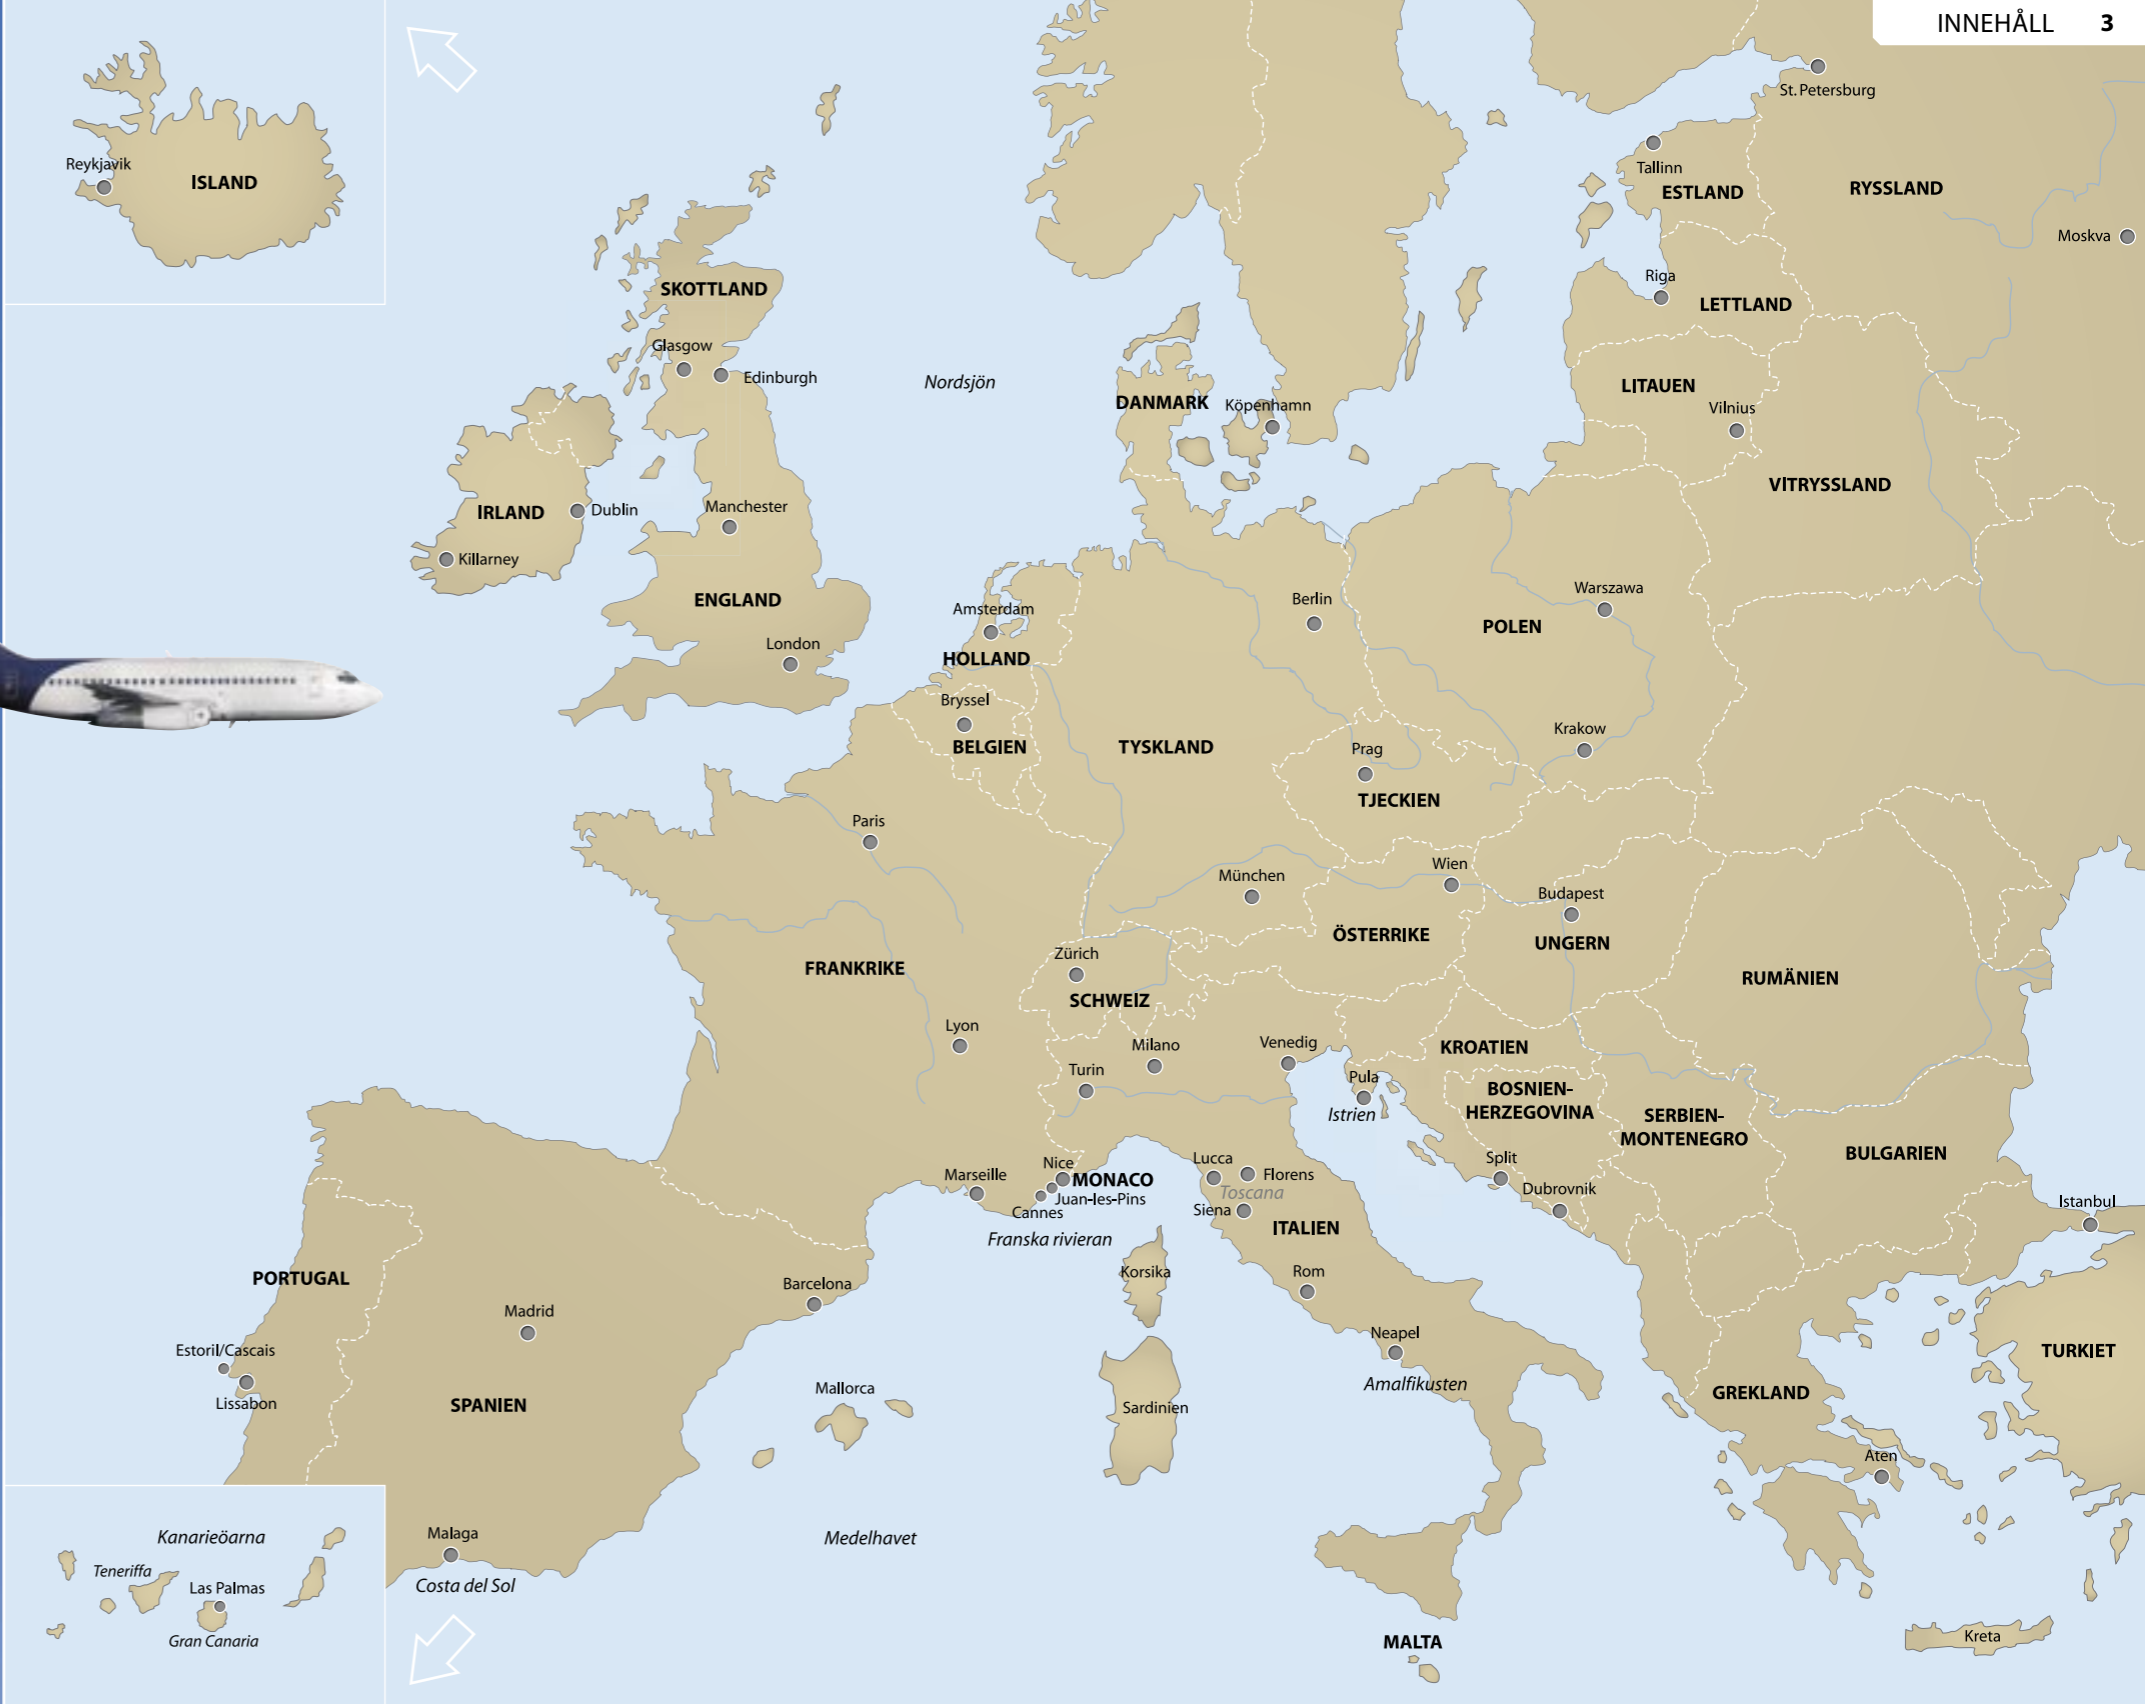 INNEHÅLL 3
St. Petersburg
Reykjavik
ISLAND
Tallinn
ESTLAND
RYSSLAND
Moskva
SKOTTLAND
Riga
LETTLAND
Glasgow
Edinburgh
Nordsjön
DANMARK
Köpenhamn
LITAUEN
Vilnius
VITRYSSLAND
IRLAND
Dublin
Manchester
Killarney
ENGLAND
Amsterdam
Berlin
Warszawa
POLEN
London
HOLLAND
Bryssel
BELGIEN
TYSKLAND
Krakow
Prag
TJECKIEN
Paris
Wien
München
Budapest
ÖSTERRIKE
UNGERN
Zürich
FRANKRIKE
SCHWEIZ
RUMÄNIEN
Lyon
Milano
Venedig
KROATIEN
Turin
Pula
Istrien
BOSNIEN-
HERZEGOVINA
SERBIEN-
MONTENEGRO
BULGARIEN
Marseille
Nice
MONACO
Juan-les-Pins
Cannes
Franska rivieran
Lucca
Florens
Toscana
Siena
ITALIEN
Split
Dubrovnik
Istanbul
PORTUGAL
Barcelona
Korsika
Rom
Madrid
Neapel
Amalfikusten
TURKIET
Estoril/Cascais
Lissabon
SPANIEN
Mallorca
Sardinien
GREKLAND
Aten
Kanarieöarna
Teneriffa
Las Palmas
Gran Canaria
Malaga
Costa del Sol
Medelhavet
MALTA
Kreta